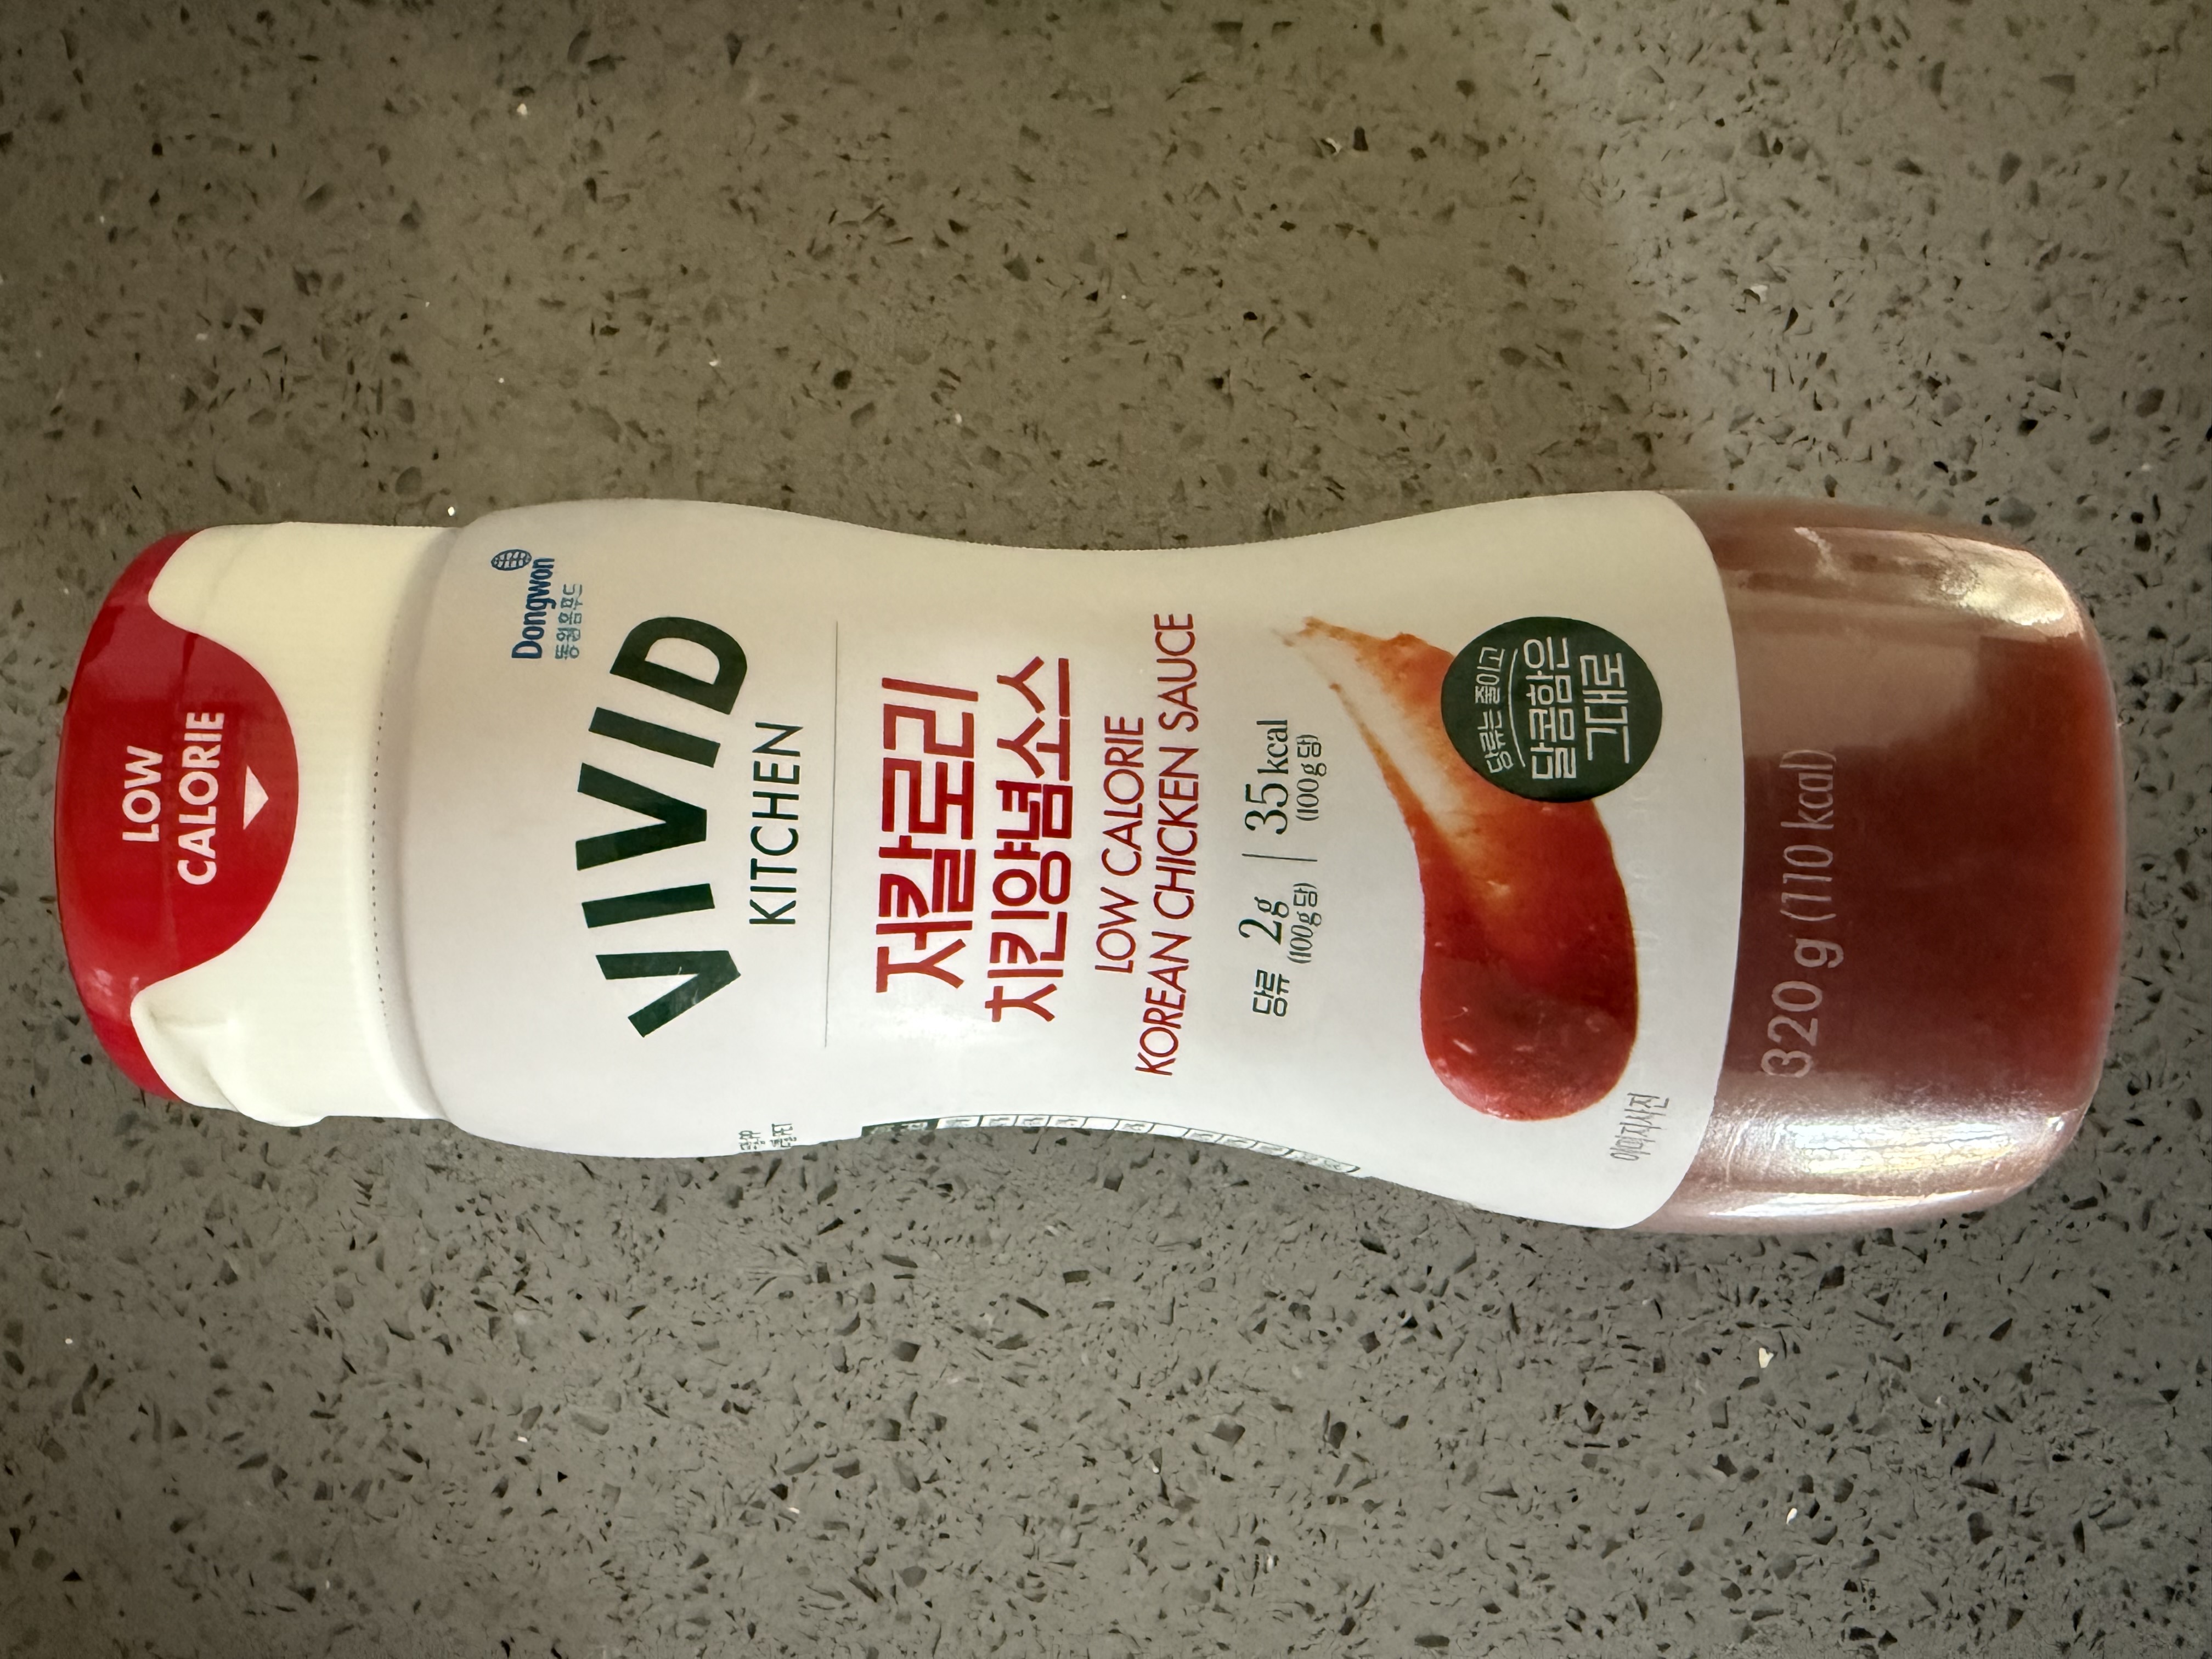 LOW
CALORIE
Dongwon
동원홈푸드
VIVID
KITCHEN
저칼로리
치킨양념소스
LOW CALORIE
KOREAN CHICKEN SAUCE
당류 2g | 35 kcal
(100g당) (100g당)
당류는 줄이고
달콤함은
그대로
이미지사진
320 g (110 kcal)